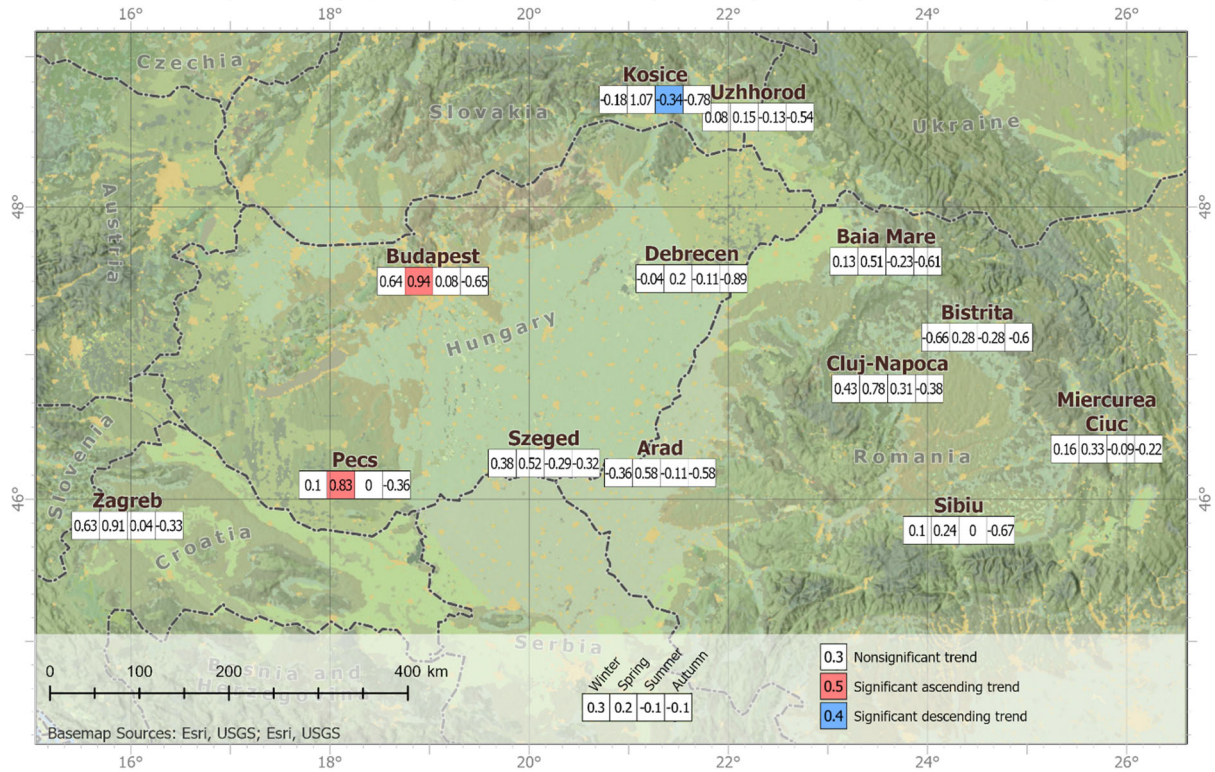 16° 18° 20° 22° 24° 26°
Czechia
Kosice
-0.18 1.07 -0.34 -0.78
Uzhhorod
0.08 0.15 -0.13 -0.54
Slovakia
Ukraine
Austria
48° 48°
Budapest
0.64 0.94 0.08 -0.65
Debrecen
-0.04 0.2 -0.11 -0.89
Baia Mare
0.13 0.51 -0.23 -0.61
Hungary
Bistrita
-0.66 0.28 -0.28 -0.6
Cluj-Napoca
0.43 0.78 0.31 -0.38
Miercurea
Ciuc
0.16 0.33 -0.09 -0.22
Slovenia
Pecs
0.1 0.83 0 -0.36
Szeged
0.38 0.52 -0.29 -0.32
Arad
-0.36 0.58 -0.11 -0.58
Romania
46° 46°
Zagreb
0.63 0.91 0.04 -0.33
Croatia
Sibiu
0.1 0.24 0 -0.67
Serbia
Bosnia and
Herzegovina
0 100 200 400 km
Basemap Sources: Esri, USGS; Esri, USGS
Winter Spring Summer Autumn
0.3 0.2 -0.1 -0.1
0.3 Nonsignificant trend
0.5 Significant ascending trend
0.4 Significant descending trend
16° 18° 20° 22° 24° 26°